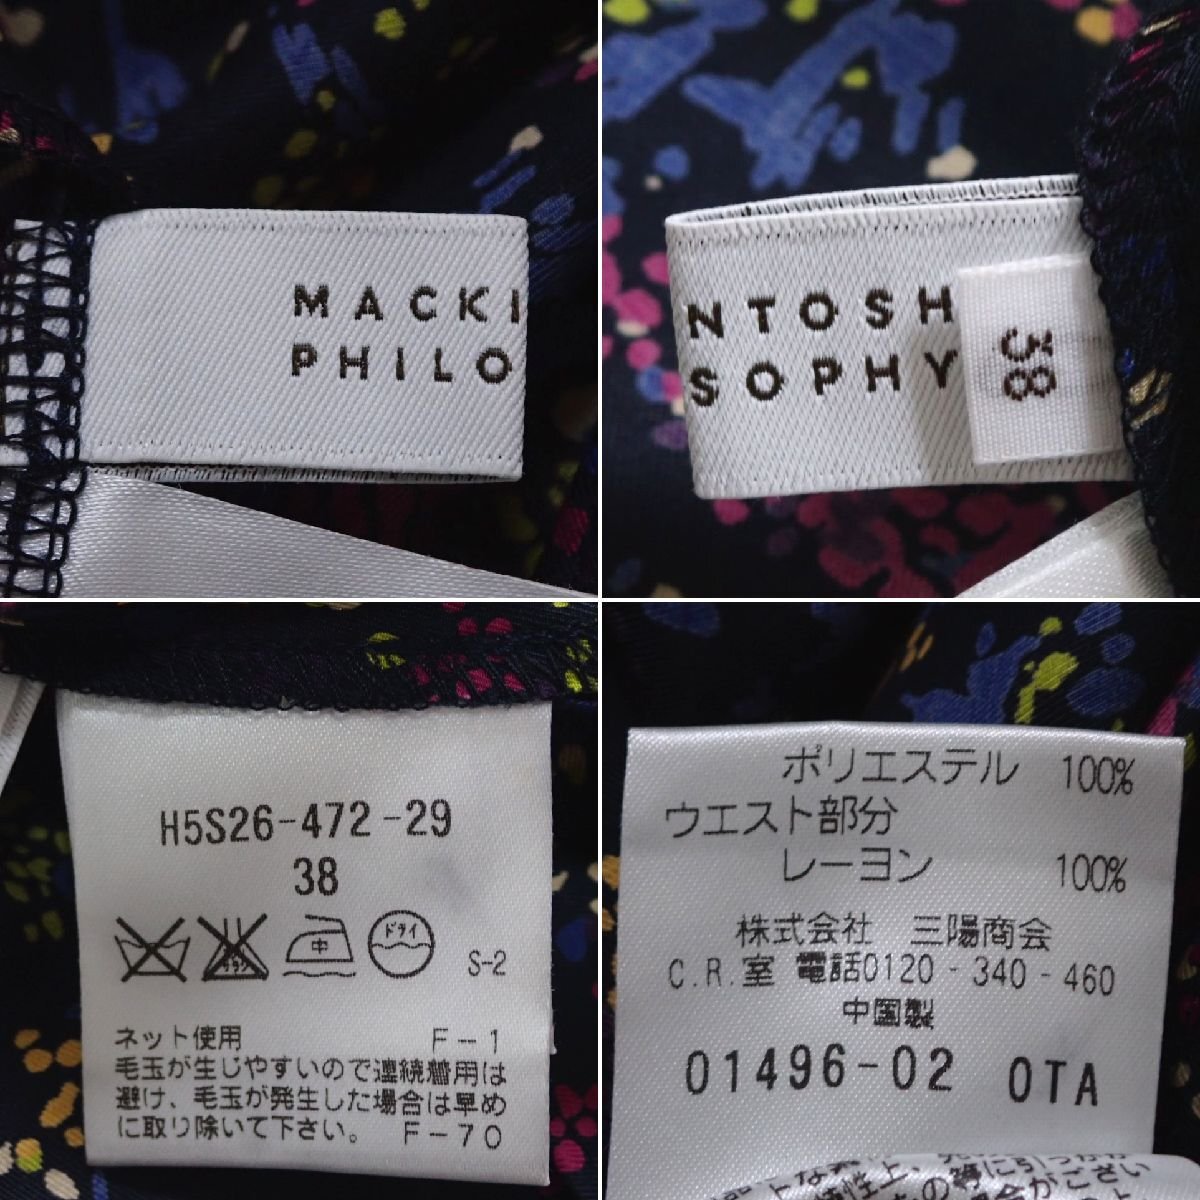 MACKI
PHILO
NTOSH
SOPHY
38
H5S26-472-29
38
中
ドライ
S-2
ネット使用 F-1
毛玉が生じやすいので連続着用は
避け、毛玉が発生した場合は早め
に取り除いて下さい。 F-70
ポリエステル 100%
ウエスト部分
レーヨン 100%
株式会社 三陽商会
C.R.室 電話0120-340-460
中国製
01496-02 0TA